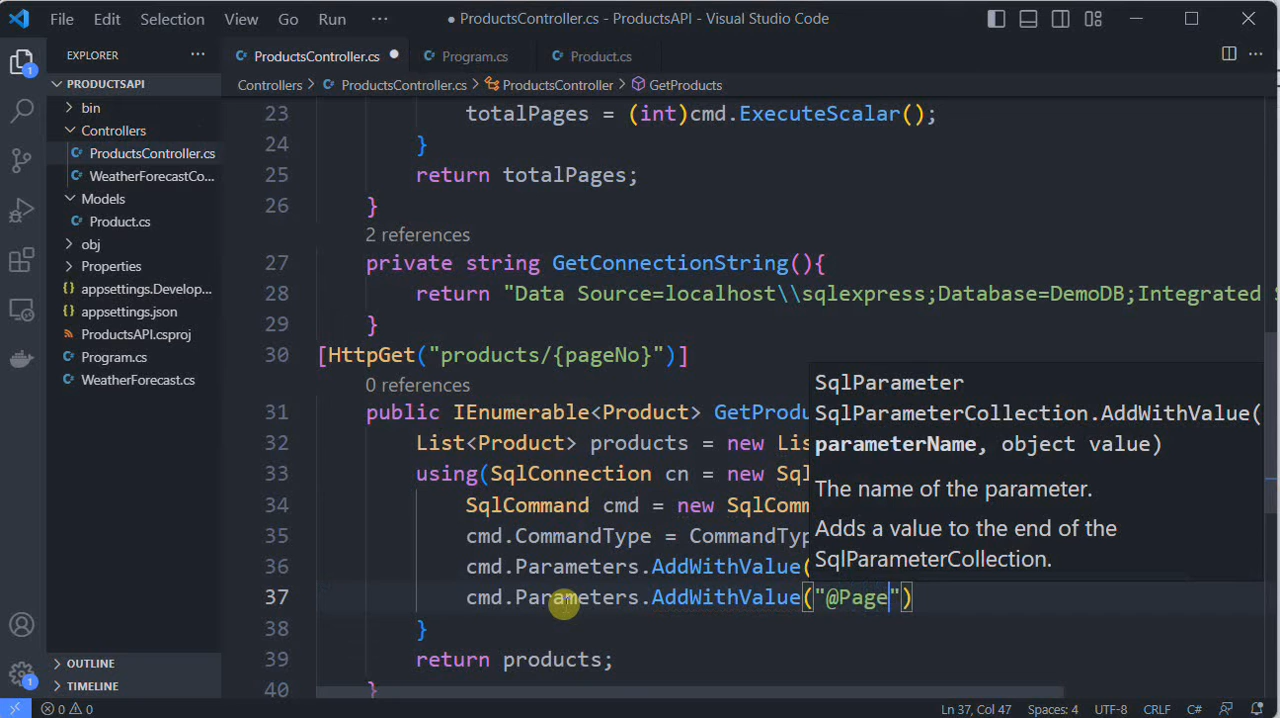 File Edit Selection View Go Run ··· ● ProductsController.cs - ProductsAPI - Visual Studio Code
EXPLORER ···
ProductsController.cs ● Program.cs Product.cs
PRODUCTSAPI
Controllers > ProductsController.cs > ProductsController > GetProducts
bin
Controllers
ProductsController.cs
WeatherForecastCo...
Models
Product.cs
obj
Properties
appsettings.Develop...
appsettings.json
ProductsAPI.csproj
Program.cs
WeatherForecast.cs
OUTLINE
TIMELINE
1
1
23 totalPages = (int)cmd.ExecuteScalar();
24 }
25 return totalPages;
26 }
2 references
27 private string GetConnectionString(){
28 return "Data Source=localhost\\sqlexpress;Database=DemoDB;Integrated S
29 }
30 [HttpGet("products/{pageNo}")]
0 references
31 public IEnumerable<Product> GetProdu
32 List<Product> products = new Lis
33 using(SqlConnection cn = new Sql
34 SqlCommand cmd = new SqlComm
35 cmd.CommandType = CommandTyp
36 cmd.Parameters.AddWithValue(
37 cmd.Parameters.AddWithValue("@Page")
38 }
39 return products;
40 }
SqlParameter
SqlParameterCollection.AddWithValue(
parameterName, object value)
The name of the parameter.
Adds a value to the end of the
SqlParameterCollection.
0 0 Ln 37, Col 47 Spaces: 4 UTF-8 CRLF C#